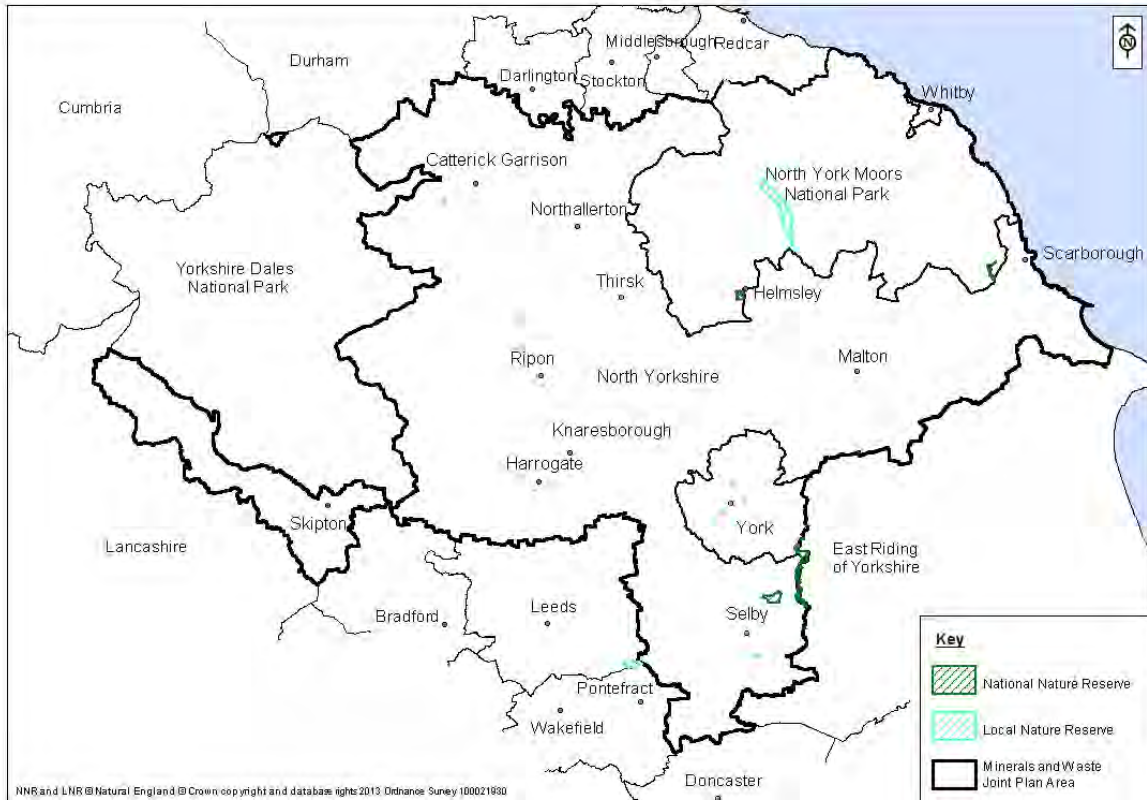 N
Middlesbrough
Redcar
Durham
Darlington
Stockton
Cumbria
Whitby
Catterick Garrison
North York Moors
National Park
Northallerton
Scarborough
Yorkshire Dales
National Park
Thirsk
Helmsley
Ripon
North Yorkshire
Malton
Knaresborough
Harrogate
Skipton
York
Lancashire
East Riding
of Yorkshire
Bradford
Leeds
Selby
Pontefract
Wakefield
Doncaster
Key
National Nature Reserve
Local Nature Reserve
Minerals and Waste
Joint Plan Area
NNR and LNR © Natural England © Crown copyright and database rights 2013 Ordnance Survey 100021930